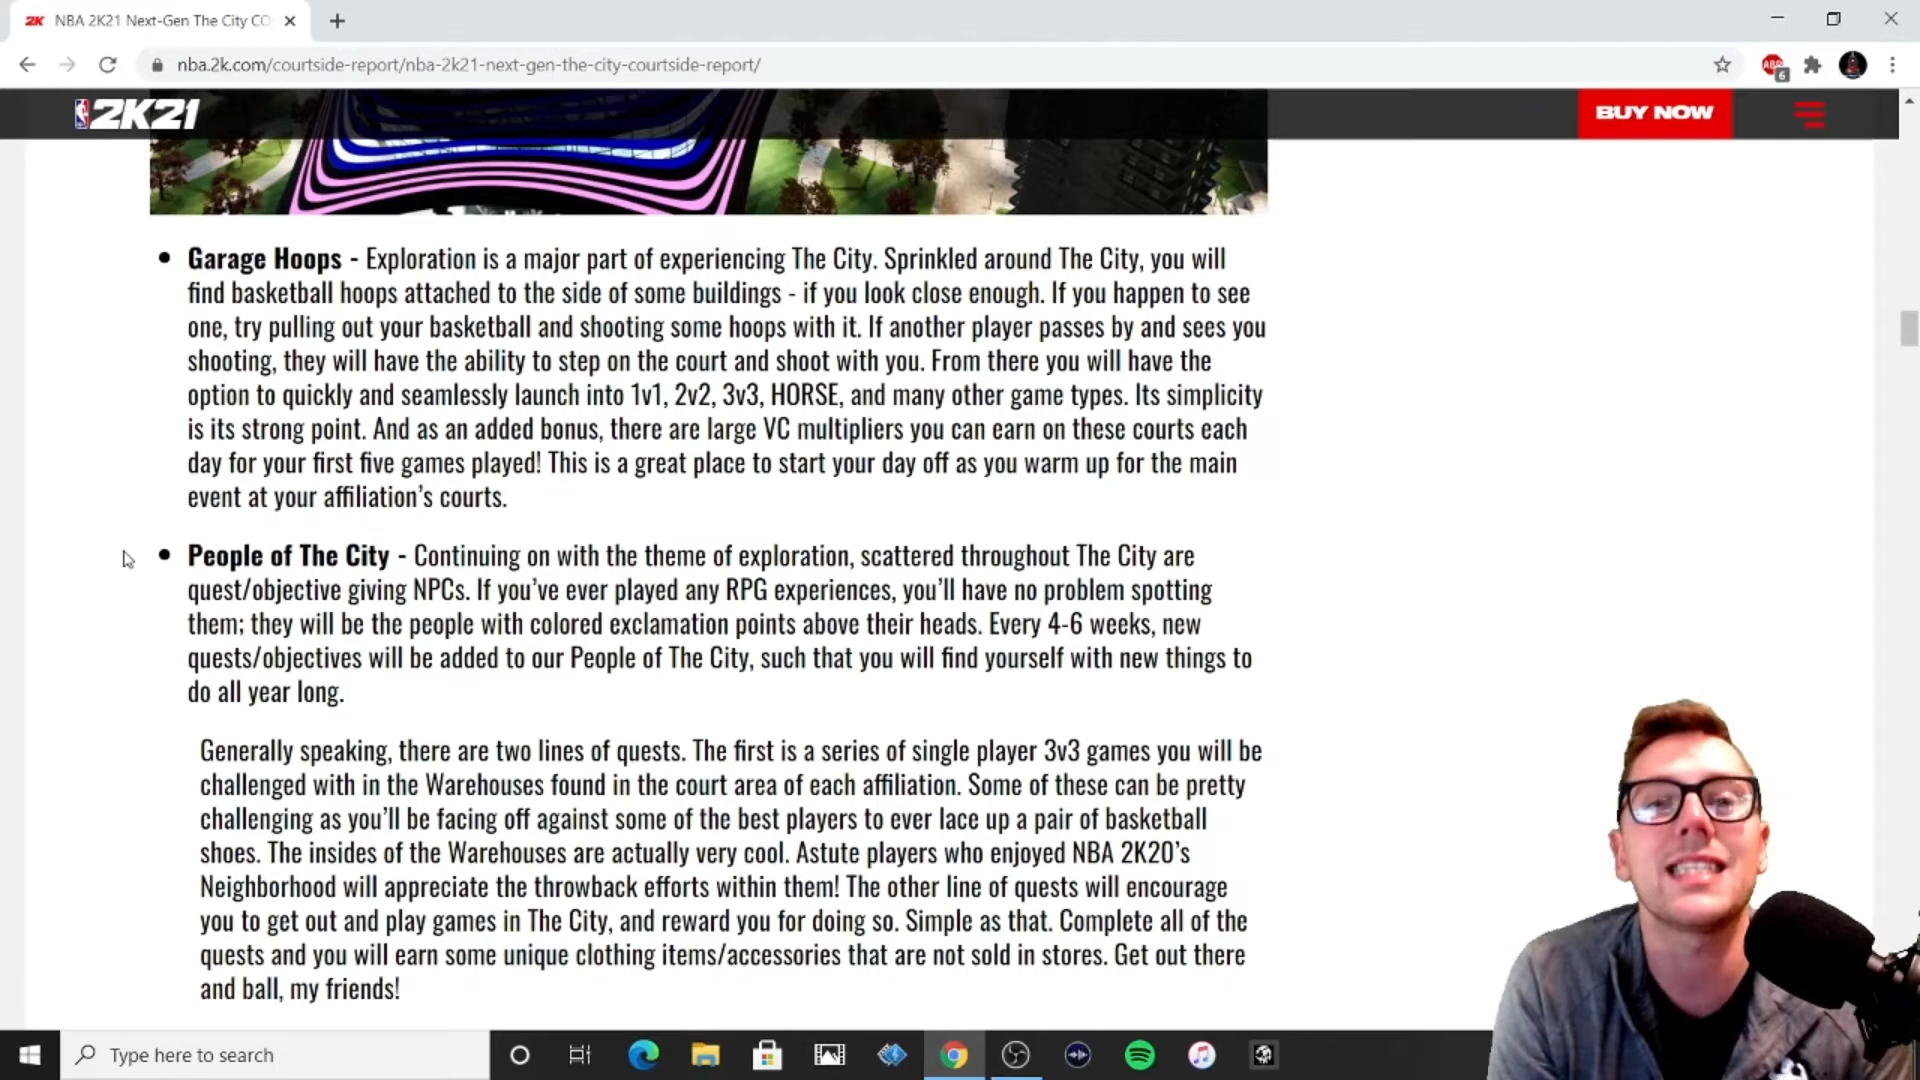 2K NBA 2K21 Next-Gen The City CO
nba.2k.com/courtside-report/nba-2k21-next-gen-the-city-courtside-report/
ABP
6
2K21
BUY NOW
• Garage Hoops - Exploration is a major part of experiencing The City. Sprinkled around The City, you will
find basketball hoops attached to the side of some buildings - if you look close enough. If you happen to see
one, try pulling out your basketball and shooting some hoops with it. If another player passes by and sees you
shooting, they will have the ability to step on the court and shoot with you. From there you will have the
option to quickly and seamlessly launch into 1v1, 2v2, 3v3, HORSE, and many other game types. Its simplicity
is its strong point. And as an added bonus, there are large VC multipliers you can earn on these courts each
day for your first five games played! This is a great place to start your day off as you warm up for the main
event at your affiliation’s courts.
• People of The City - Continuing on with the theme of exploration, scattered throughout The City are
quest/objective giving NPCs. If you’ve ever played any RPG experiences, you’ll have no problem spotting
them; they will be the people with colored exclamation points above their heads. Every 4-6 weeks, new
quests/objectives will be added to our People of The City, such that you will find yourself with new things to
do all year long.
Generally speaking, there are two lines of quests. The first is a series of single player 3v3 games you will be
challenged with in the Warehouses found in the court area of each affiliation. Some of these can be pretty
challenging as you’ll be facing off against some of the best players to ever lace up a pair of basketball
shoes. The insides of the Warehouses are actually very cool. Astute players who enjoyed NBA 2K20’s
Neighborhood will appreciate the throwback efforts within them! The other line of quests will encourage
you to get out and play games in The City, and reward you for doing so. Simple as that. Complete all of the
quests and you will earn some unique clothing items/accessories that are not sold in stores. Get out there
and ball, my friends!
Type here to search